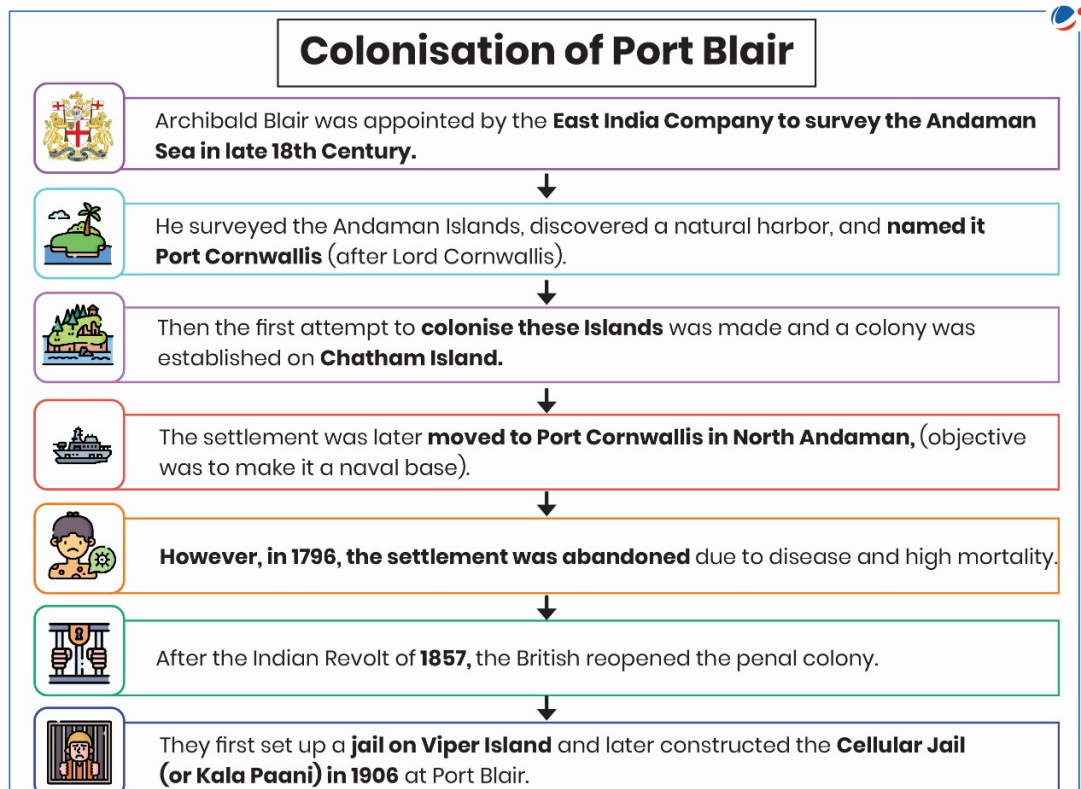 Colonisation of Port Blair
Archibald Blair was appointed by the East India Company to survey the Andaman
Sea in late 18th Century.
He surveyed the Andaman Islands, discovered a natural harbor, and named it
Port Cornwallis (after Lord Cornwallis).
Then the first attempt to colonise these Islands was made and a colony was
established on Chatham Island.
The settlement was later moved to Port Cornwallis in North Andaman, (objective
was to make it a naval base).
However, in 1796, the settlement was abandoned due to disease and high mortality.
After the Indian Revolt of 1857, the British reopened the penal colony.
They first set up a jail on Viper Island and later constructed the Cellular Jail
(or Kala Paani) in 1906 at Port Blair.